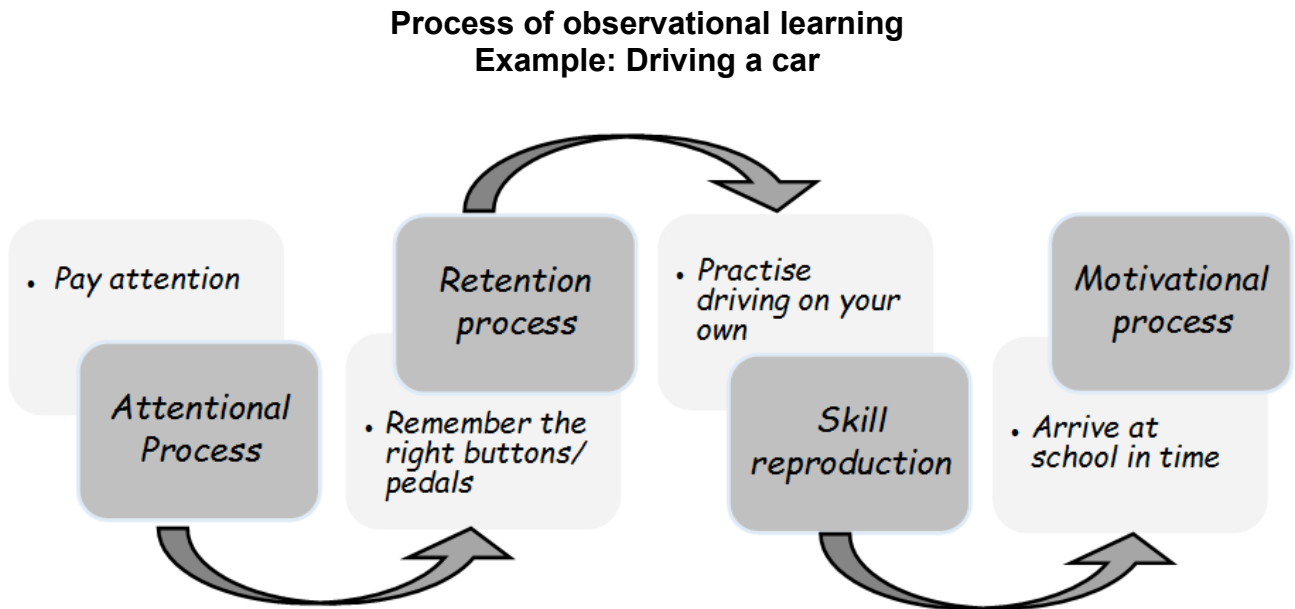 Process of observational learning
Example: Driving a car
• Pay attention
Attentional
Process
Retention
process
• Remember the
right buttons/
pedals
• Practise
driving on your
own
Skill
reproduction
Motivational
process
• Arrive at
school in time